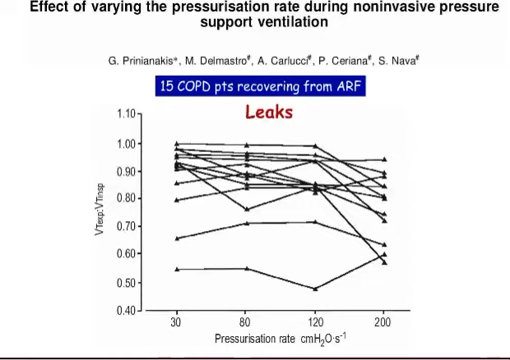 Effect of varying the pressurisation rate during noninvasive pressure
support ventilation
G. Prinianakis*, M. Delmastro#, A. Carlucci#, P. Ceriana#, S. Nava#
15 COPD pts recovering from ARF
Leaks
1.10
1.00
0.90
0.80
0.70
0.60
0.50
0.40
VTexp:VTinsp
30 80 120 200
Pressurisation rate cmH2O·s-1